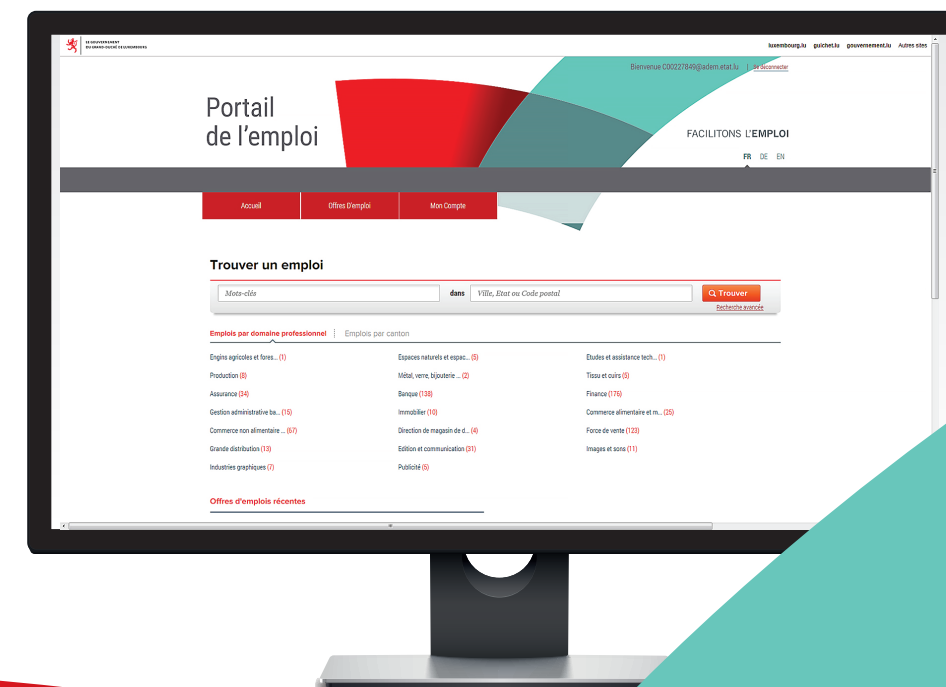 LE GOUVERNEMENT
DU GRAND-DUCHÉ DE LUXEMBOURG
luxembourg.lu guichet.lu gouvernement.lu Autres sites
Bienvenue C00227849@adem.etat.lu | Se déconnecter
Portail
de l'emploi
FACILITONS L'EMPLOI
FR DE EN
Accueil Offres D'emploi Mon Compte
Trouver un emploi
Mots-clés dans Ville, Etat ou Code postal Trouver
Recherche avancée
Emplois par domaine professionnel Emplois par canton
Engins agricoles et fores... (1) Espaces naturels et espac... (5) Etudes et assistance tech... (1)
Production (8) Métal, verre, bijouterie ... (2) Tissu et cuirs (5)
Assurance (34) Banque (138) Finance (176)
Gestion administrative ba... (15) Immobilier (10) Commerce alimentaire et m... (25)
Commerce non alimentaire ... (67) Direction de magasin de d... (4) Force de vente (123)
Grande distribution (13) Edition et communication (31) Images et sons (11)
Industries graphiques (7) Publicité (5)
Offres d'emplois récentes